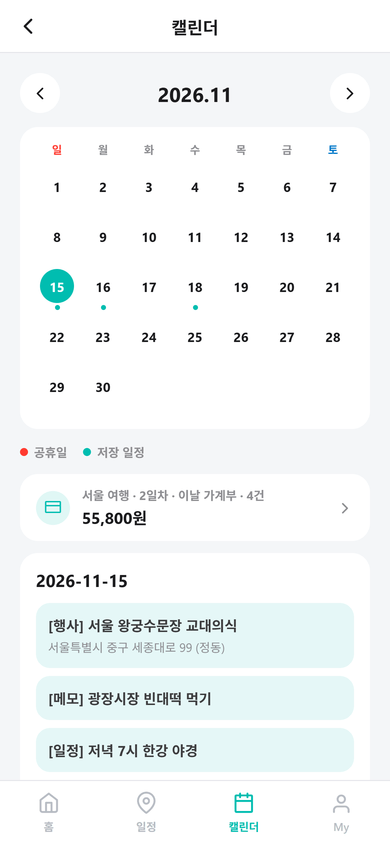 캘린더
2026.11
일 월 화 수 목 금 토
1 2 3 4 5 6 7
8 9 10 11 12 13 14
15 16 17 18 19 20 21
22 23 24 25 26 27 28
29 30
공휴일 저장 일정
서울 여행 · 2일차 · 이날 가계부 · 4건
55,800원
2026-11-15
[행사] 서울 왕궁수문장 교대의식
서울특별시 중구 세종대로 99 (정동)
[메모] 광장시장 빈대떡 먹기
[일정] 저녁 7시 한강 야경
홈 일정 캘린더 My